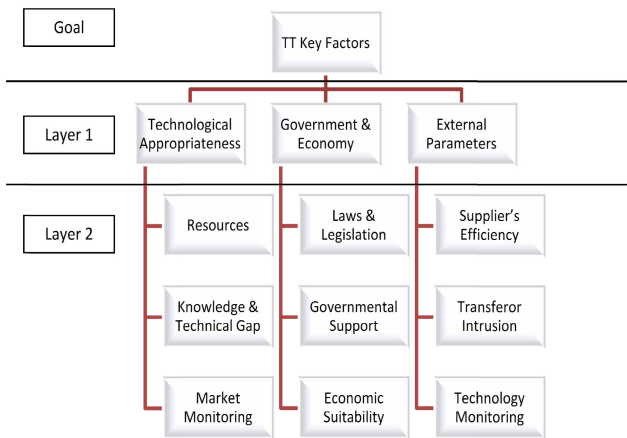 Goal
TT Key Factors
Layer 1
Technological
Appropriateness
Government &
Economy
External
Parameters
Layer 2
Resources
Laws &
Legislation
Supplier's
Efficiency
Knowledge &
Technical Gap
Governmental
Support
Transferor
Intrusion
Market
Monitoring
Economic
Suitability
Technology
Monitoring